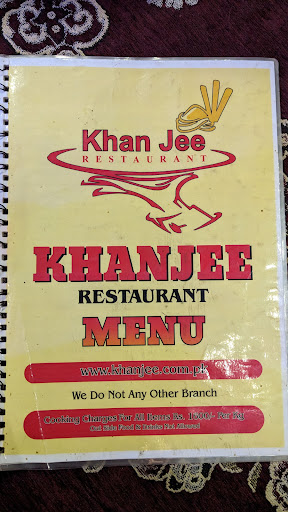 Khan Jee
RESTAURANT
KHANJEE
RESTAURANT
MENU
www.khanjee.com.pk
We Do Not Any Other Branch
Cooking Charges For All Items Rs.
Out Side Food & Drinks Not Allowed